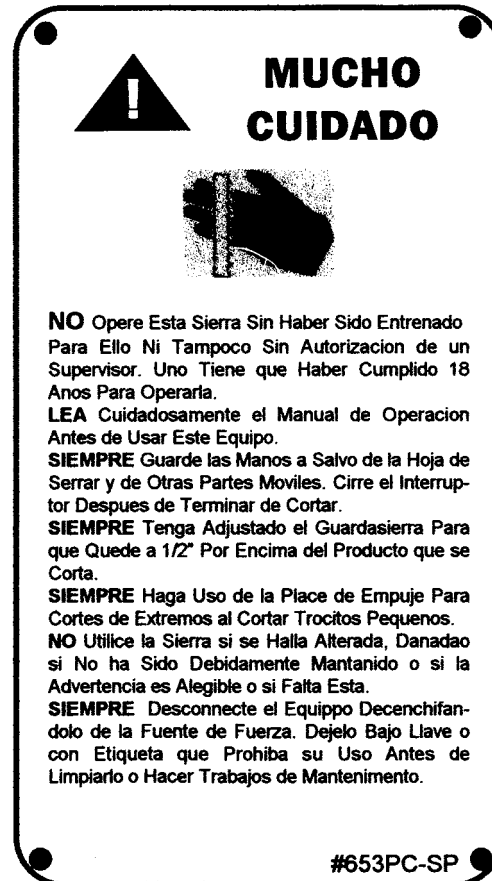 MUCHO
CUIDADO
NO Opere Esta Sierra Sin Haber Sido Entrenado
Para Ello Ni Tampoco Sin Autorizacion de un
Supervisor. Uno Tiene que Haber Cumplido 18
Anos Para Operarla.
LEA Cuidadosamente el Manual de Operacion
Antes de Usar Este Equipo.
SIEMPRE Guarde las Manos a Salvo de la Hoja de
Serrar y de Otras Partes Moviles. Cirre el Interrup-
tor Despues de Terminar de Cortar.
SIEMPRE Tenga Adjustado el Guardasierra Para
que Quede a 1/2" Por Encima del Producto que se
Corta.
SIEMPRE Haga Uso de la Place de Empuje Para
Cortes de Extremos al Cortar Trocitos Pequenos.
NO Utilice la Sierra si se Halla Alterada, Danadao
si No ha Sido Debidamente Mantanido o si la
Advertencia es Alegible o si Falta Esta.
SIEMPRE Desconnecte el Equippo Decenchifan-
dolo de la Fuente de Fuerza. Dejelo Bajo Llave o
con Etiqueta que Prohiba su Uso Antes de
Limpiarlo o Hacer Trabajos de Mantenimento.
#653PC-SP